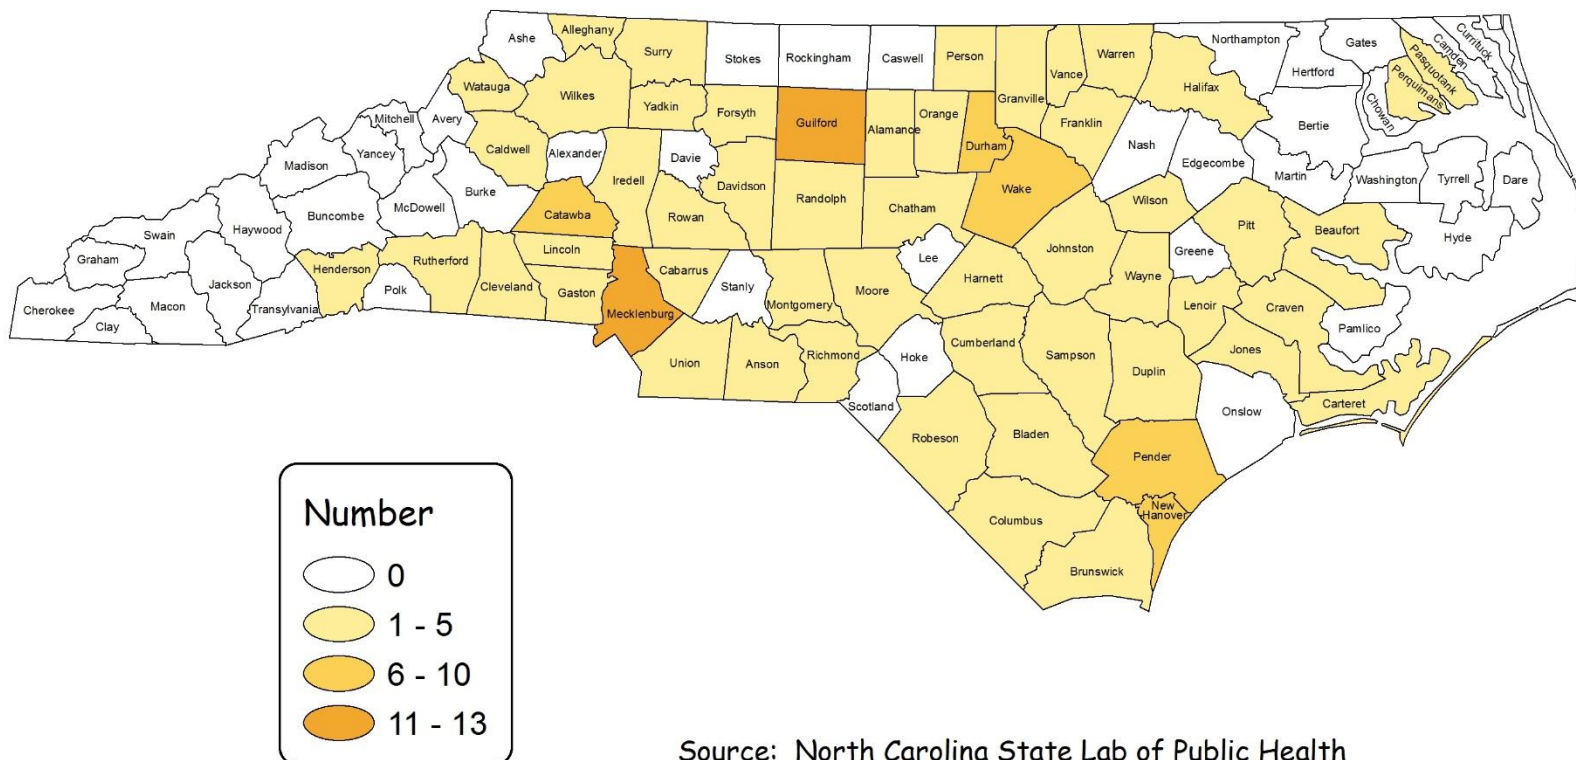 Ashe
Alleghany
Surry
Stokes
Rockingham
Caswell
Person
Granville
Vance
Warren
Halifax
Northampton
Hertford
Gates
Camden
Currituck
Pasquotank
Perquimans
Chowan
Bertie
Watauga
Wilkes
Yadkin
Forsyth
Guilford
Alamance
Orange
Durham
Franklin
Nash
Edgecombe
Martin
Washington
Tyrrell
Dare
Mitchell
Avery
Yancey
Madison
Caldwell
Alexander
Iredell
Davie
Davidson
Randolph
Chatham
Wake
Wilson
Pitt
Beaufort
Hyde
Burke
McDowell
Buncombe
Haywood
Swain
Graham
Catawba
Rowan
Lincoln
Johnston
Greene
Lee
Harnett
Wayne
Henderson
Rutherford
Cleveland
Gaston
Polk
Cherokee
Clay
Macon
Jackson
Transylvania
Mecklenburg
Cabarrus
Stanly
Montgomery
Moore
Lenoir
Craven
Pamlico
Union
Anson
Richmond
Hoke
Cumberland
Sampson
Duplin
Jones
Scotland
Robeson
Bladen
Onslow
Carteret
Pender
New
Hanover
Columbus
Brunswick
Number
0
1 - 5
6 - 10
11 - 13
Source: North Carolina State Lab of Public Health